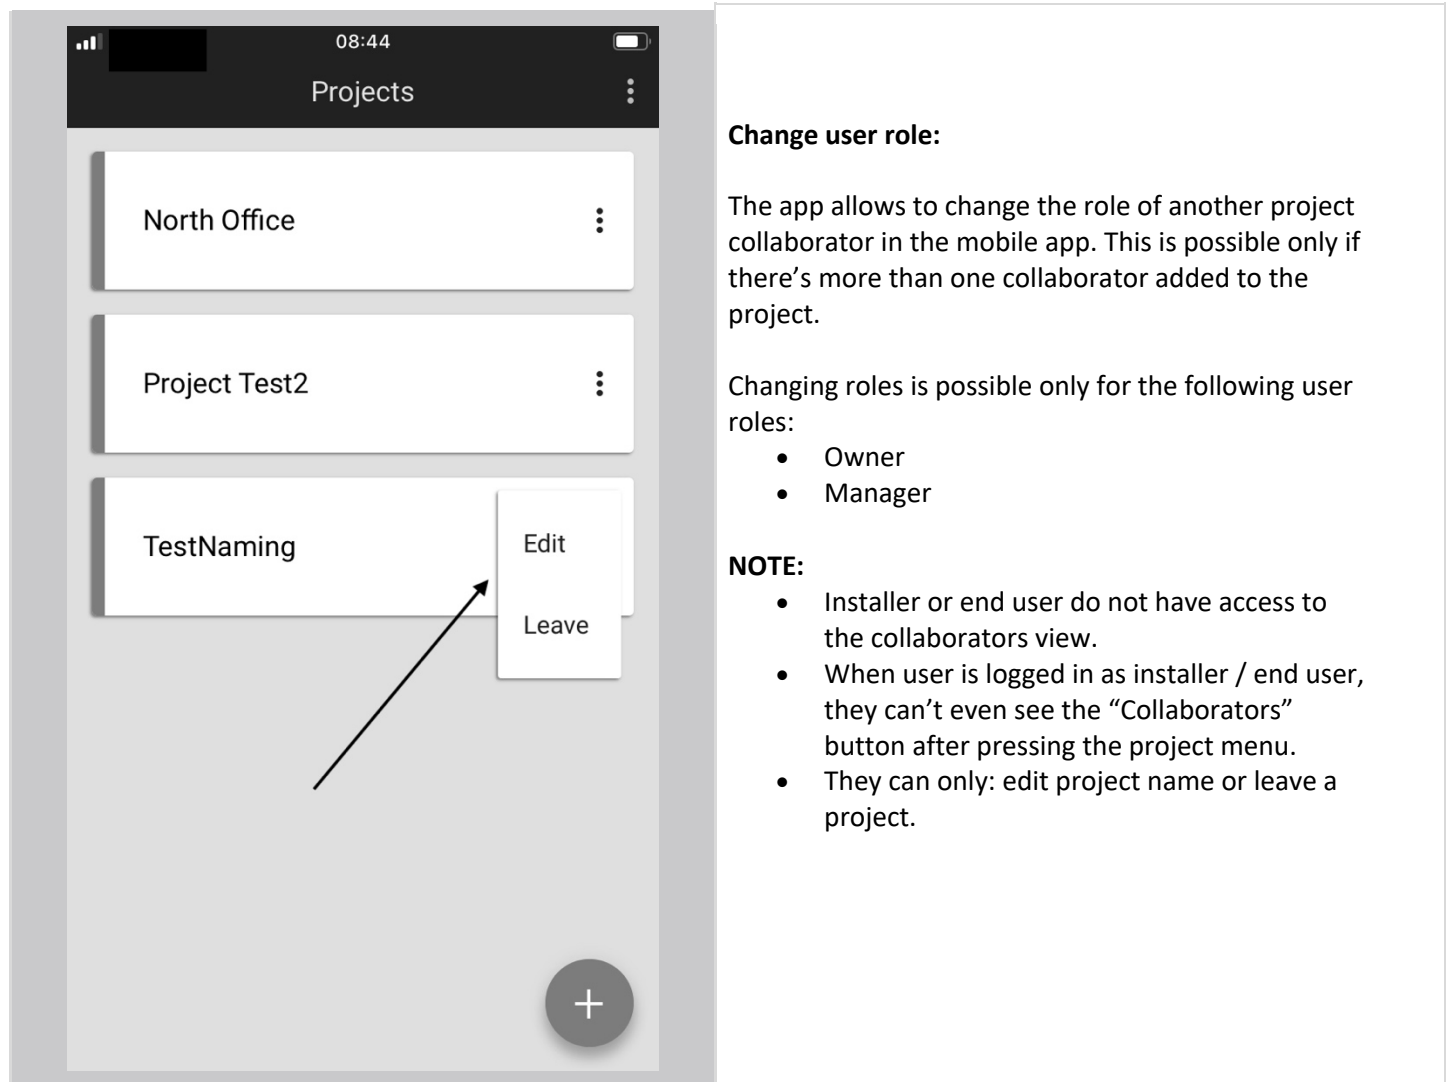 08:44
Projects
North Office
Project Test2
TestNaming
Edit
Leave
Change user role:
The app allows to change the role of another project
collaborator in the mobile app. This is possible only if
there’s more than one collaborator added to the
project.
Changing roles is possible only for the following user
roles:
• Owner
• Manager
NOTE:
• Installer or end user do not have access to
the collaborators view.
• When user is logged in as installer / end user,
they can’t even see the “Collaborators”
button after pressing the project menu.
• They can only: edit project name or leave a
project.